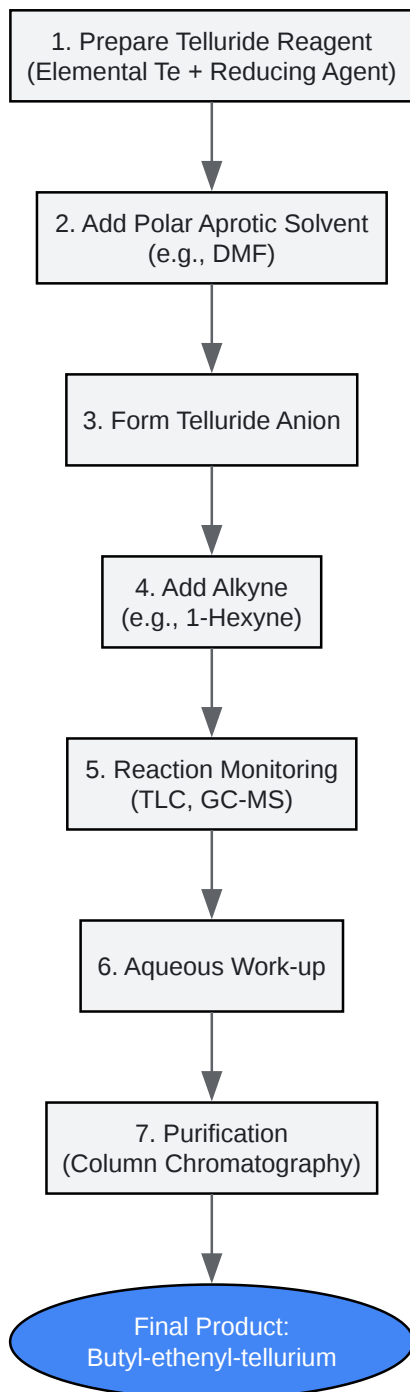 1. Prepare Telluride Reagent
(Elemental Te + Reducing Agent)
2. Add Polar Aprotic Solvent
(e.g., DMF)
3. Form Telluride Anion
4. Add Alkyne
(e.g., 1-Hexyne)
5. Reaction Monitoring
(TLC, GC-MS)
6. Aqueous Work-up
7. Purification
(Column Chromatography)
Final Product:
Butyl-ethenyl-tellurium